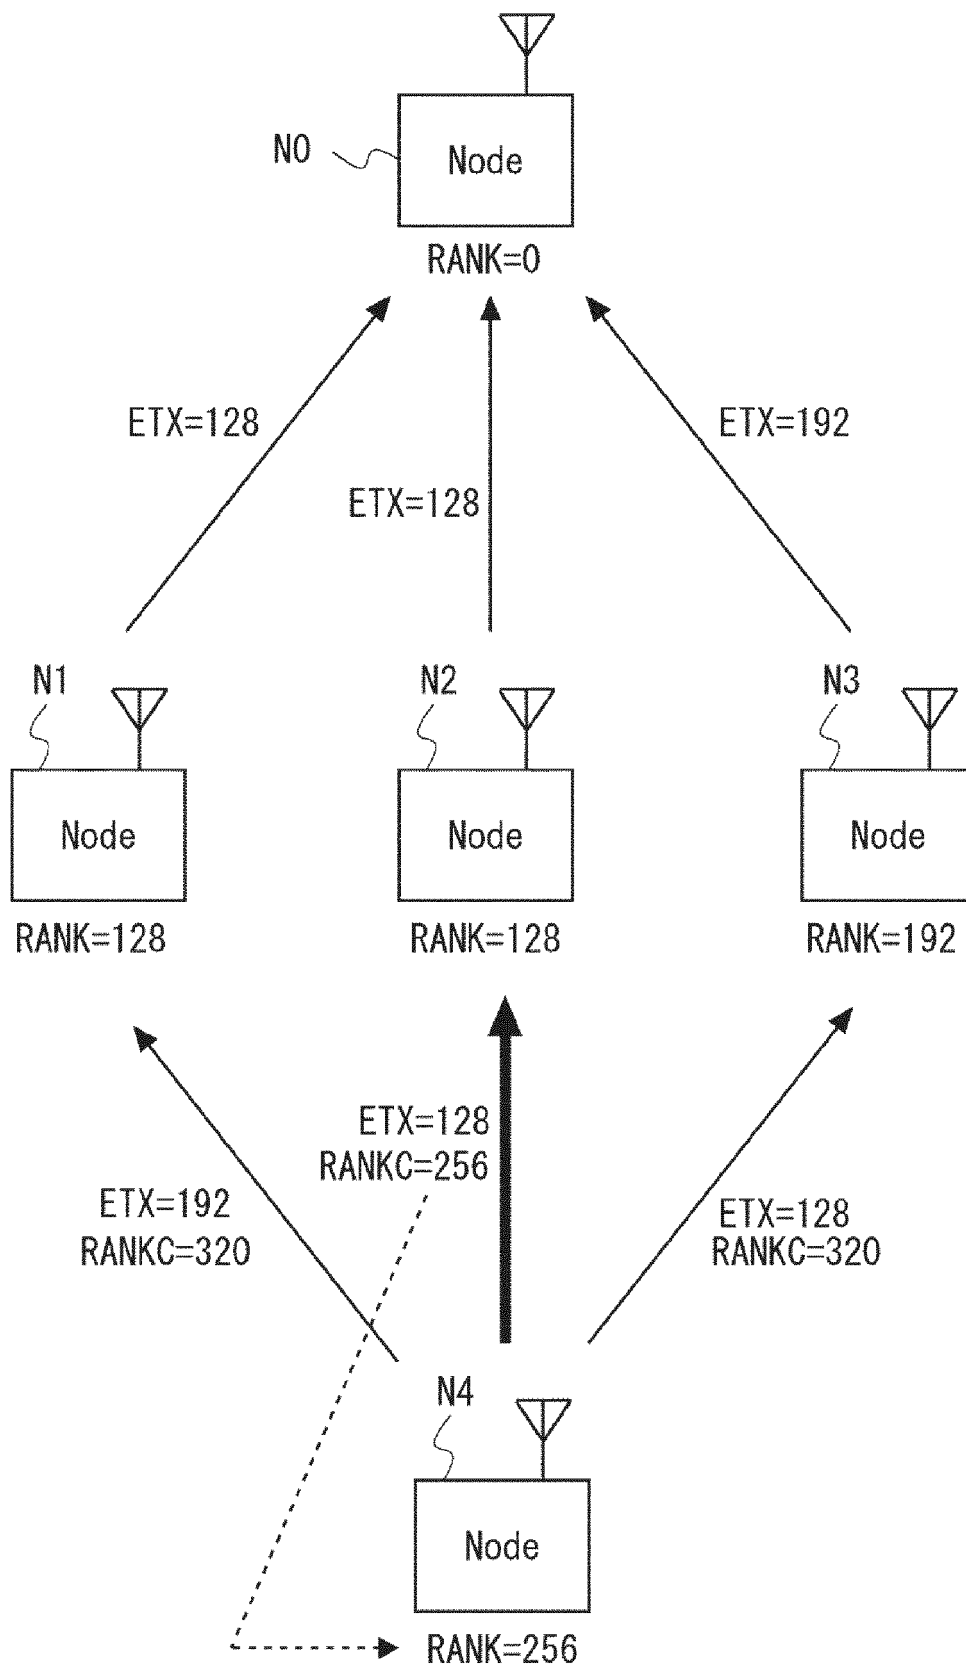 N0
Node
RANK=0
ETX=128
ETX=192
ETX=128
N1
N2
N3
Node
Node
Node
RANK=128
RANK=128
RANK=192
ETX=128
RANKC=256
ETX=192
RANKC=320
ETX=128
RANKC=320
N4
Node
RANK=256